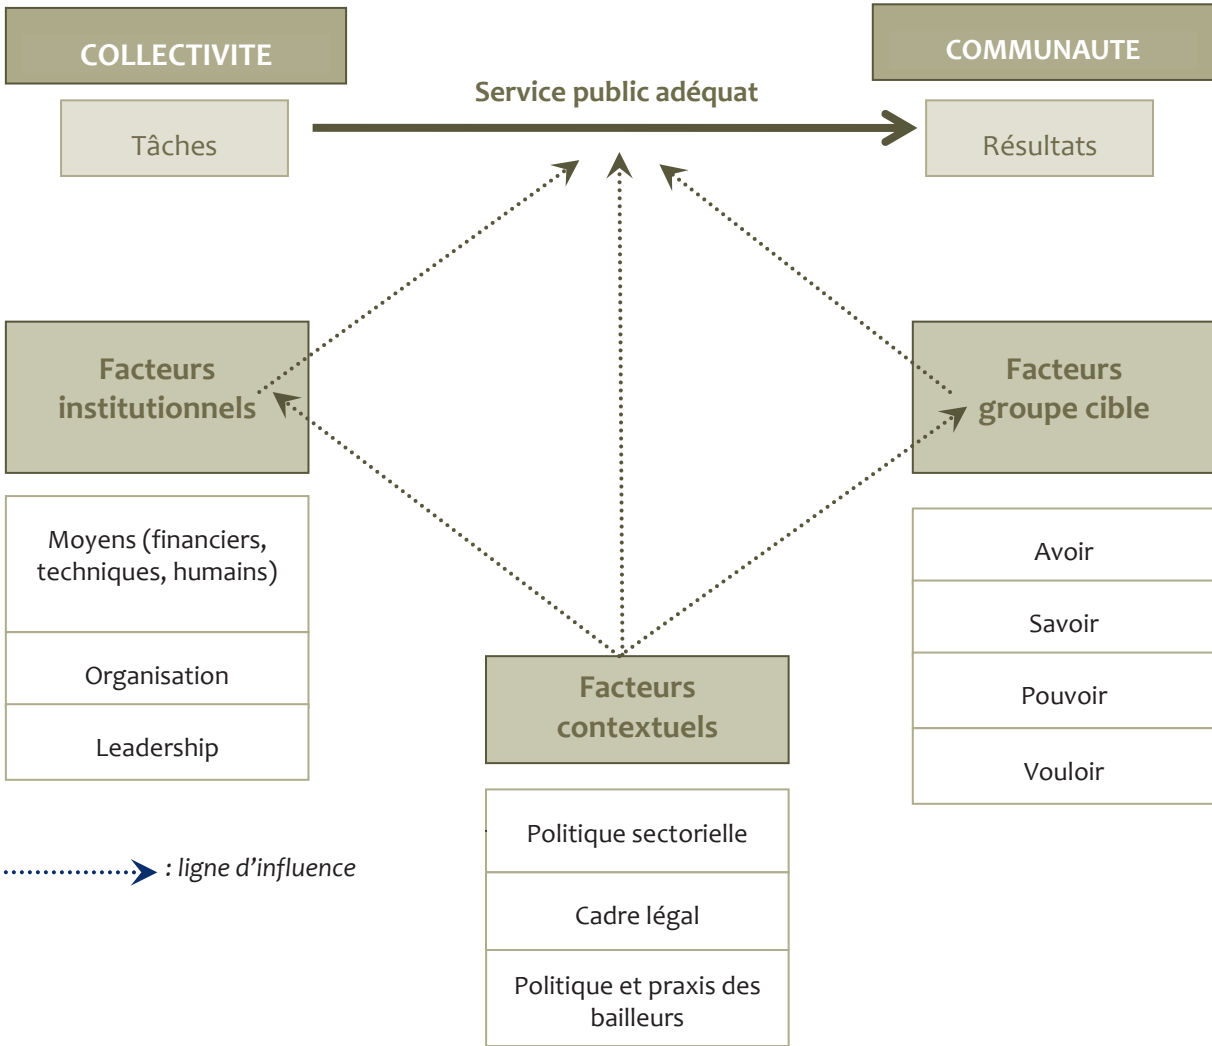 COLLECTIVITE
COMMUNAUTE
Service public adéquat
Tâches
Résultats
Facteurs
institutionnels
Facteurs
groupe cible
Moyens (financiers,
techniques, humains)
Organisation
Leadership
Avoir
Savoir
Pouvoir
Vouloir
Facteurs
contextuels
Politique sectorielle
Cadre légal
Politique et praxis des
bailleurs
: ligne d’influence